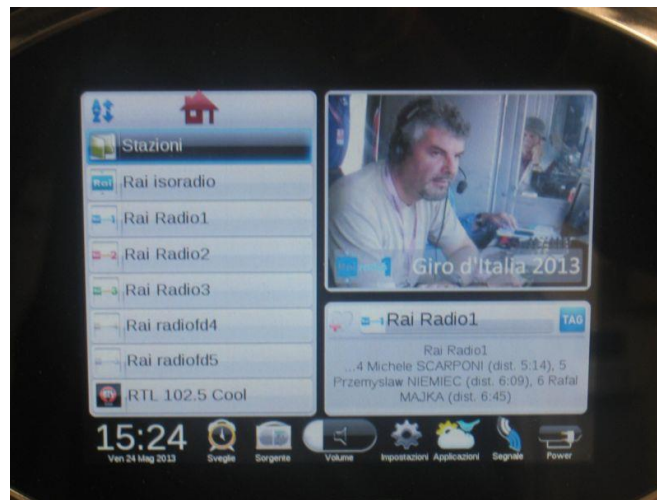 Stazioni
Rai isoradio
Rai Radio1
Rai Radio2
Rai Radio3
Rai radiofd4
Rai radiofd5
RTL 102.5 Cool
Giro d'Italia 2013
Rai Radio1
TAG
Rai Radio1
...4 Michele SCARPONI (dist. 5:14), 5
Przemyslaw NIEMIEC (dist. 6:09), 6 Rafal
MAJKA (dist. 6:45)
15:24
Ven 24 Mag 2013
Sveglie
Sorgente
Volume
Impostazioni
Applicazioni
Segnale
Power